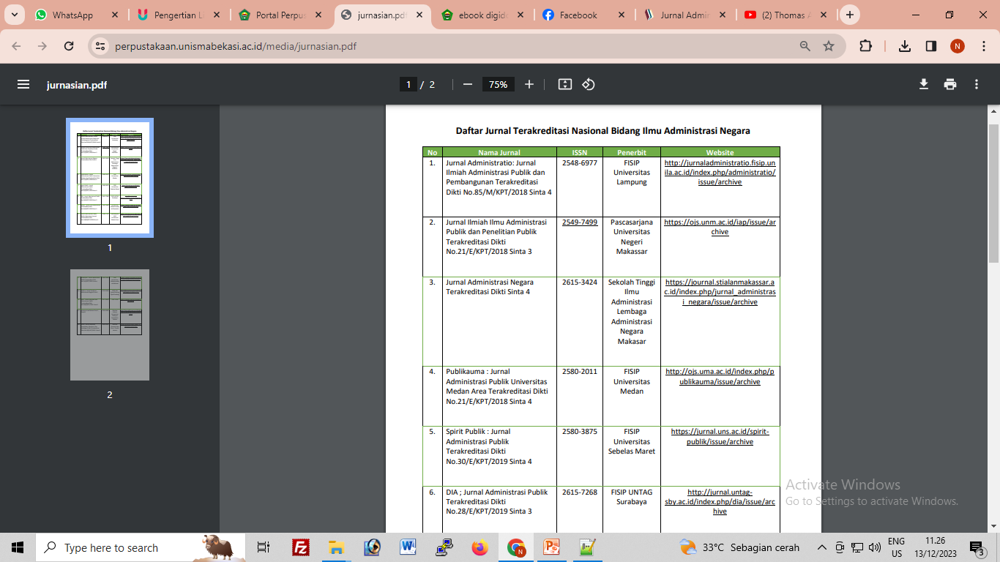 WhatsApp
Pengertian L
Portal Perpus
jurnasian.pdf
ebook digide
Facebook
Jurnal Admin
(2) Thomas A
perpustakaan.unismabekasi.ac.id/media/jurnasian.pdf
N
jurnasian.pdf
1 / 2
75%
1
2
Daftar Jurnal Terakreditasi Nasional Bidang Ilmu Administrasi Negara
No Nama Jurnal ISSN Penerbit Website
1. Jurnal Administratio: Jurnal 2548-6977 FISIP http://jurnaladministratio.fisip.un
Ilmiah Administrasi Publik dan Universitas ila.ac.id/index.php/administratio/
Pembangunan Terakreditasi Lampung issue/archive
Dikti No.85/M/KPT/2018 Sinta 4
2. Jurnal Ilmiah Ilmu Administrasi 2549-7499 Pascasarjana https://ojs.unm.ac.id/iap/issue/ar
Publik dan Penelitian Publik Universitas chive
Terakreditasi Dikti Negeri
No.21/E/KPT/2018 Sinta 3 Makassar
3. Jurnal Administrasi Negara 2615-3424 Sekolah Tinggi https://journal.stialanmakassar.a
Terakreditasi Dikti Sinta 4 Ilmu c.id/index.php/jurnal_administras
Administrasi i_negara/issue/archive
Lembaga
Administrasi
Negara
Makasar
4. Publikauma : Jurnal 2580-2011 FISIP http://ojs.uma.ac.id/index.php/p
Administrasi Publik Universitas Universitas ublikauma/issue/archive
Medan Area Terakreditasi Dikti Medan
No.21/E/KPT/2018 Sinta 4
5. Spirit Publik : Jurnal 2580-3875 FISIP https://jurnal.uns.ac.id/spirit-
Administrasi Publik Universitas publik/issue/archive
Terakreditasi Dikti Sebelas Maret
No.30/E/KPT/2019 Sinta 4
6. DIA ; Jurnal Administrasi Publik 2615-7268 FISIP UNTAG http://jurnal.untag-
Terakreditasi Dikti Surabaya sby.ac.id/index.php/dia/issue/arc
No.28/E/KPT/2019 Sinta 3 hive
Activate Windows
Go to Settings to activate Windows.
Type here to search
33°C Sebagian cerah
ENG
US
11.26
13/12/2023
3